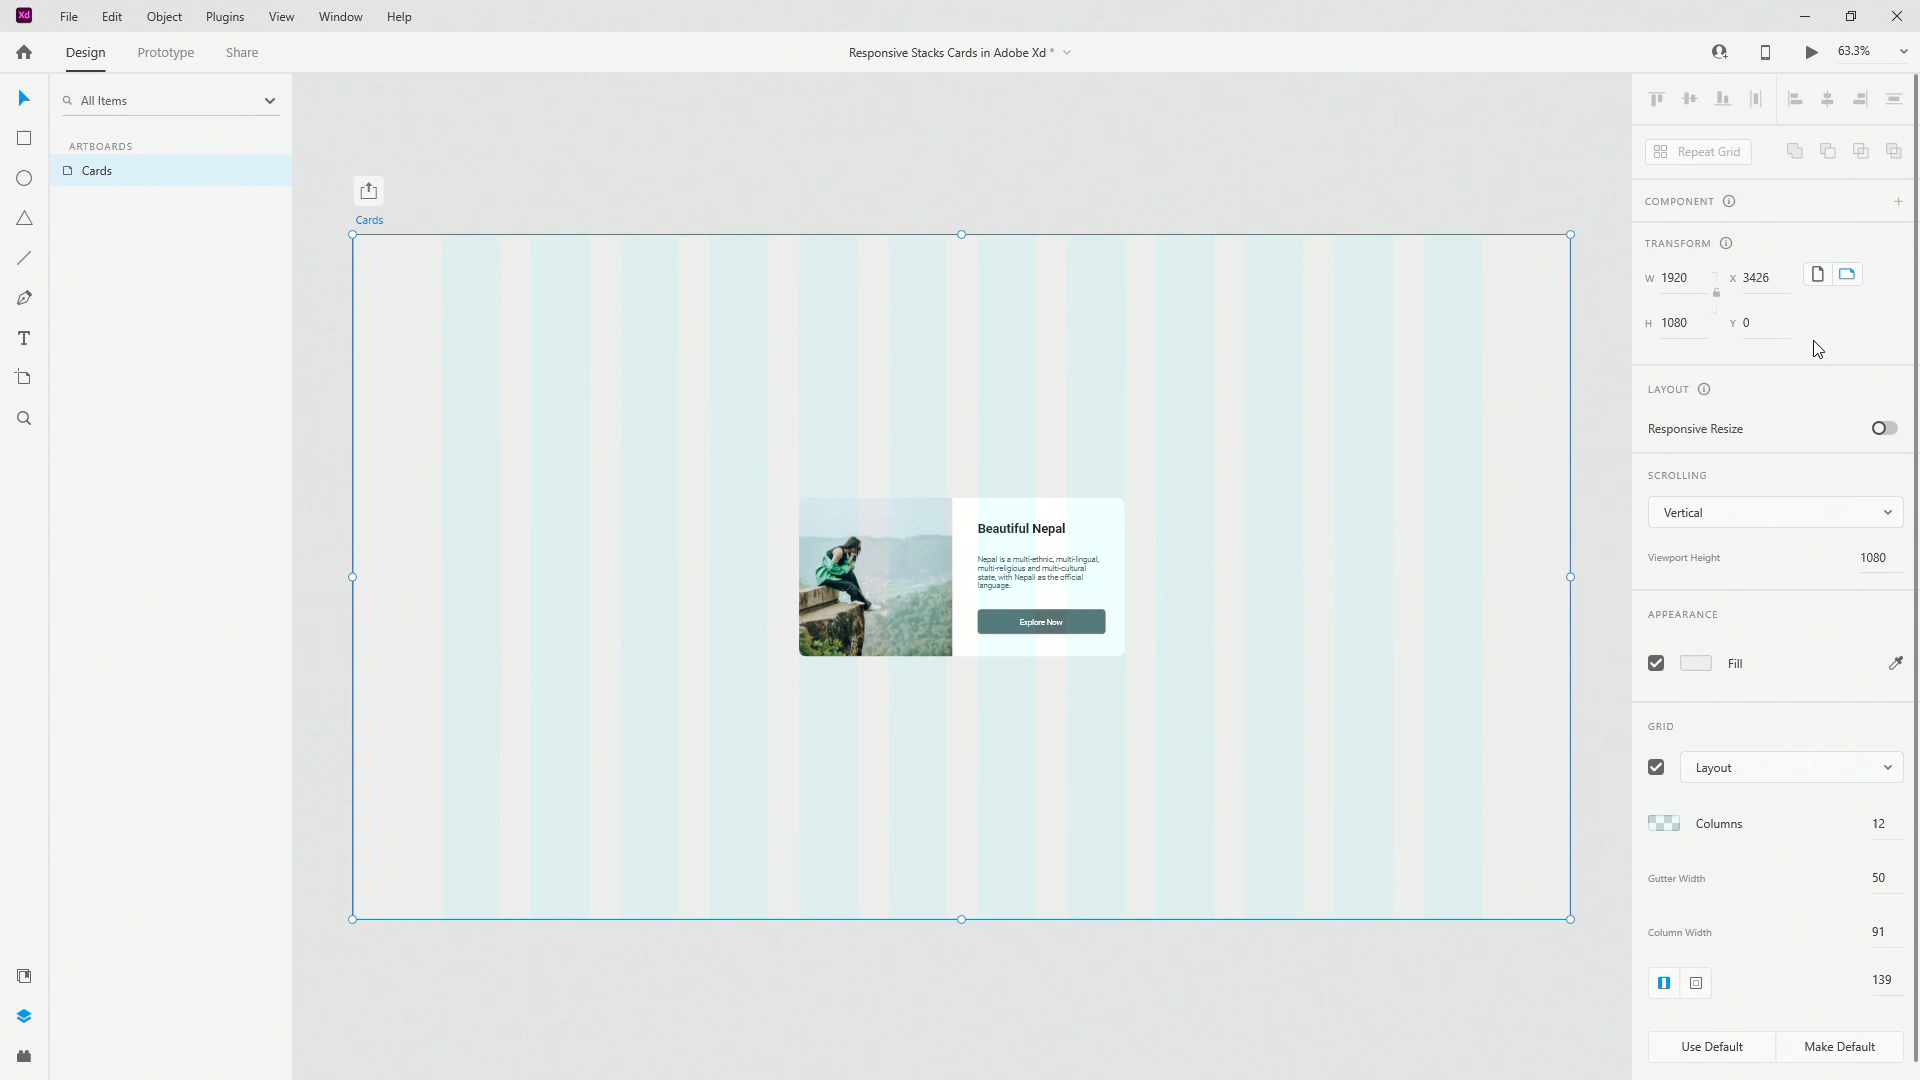 Xd File Edit Object Plugins View Window Help
Design Prototype Share Responsive Stacks Cards in Adobe Xd * 63.3%
All Items
ARTBOARDS
Cards
Cards
Beautiful Nepal
Nepal is a multi-ethnic, multi-lingual,
multi-religious and multi-cultural
state, with Nepali as the official
language.
Explore Now
Repeat Grid
COMPONENT
TRANSFORM
W 1920 X 3426
H 1080 Y 0
LAYOUT
Responsive Resize
SCROLLING
Vertical
Viewport Height 1080
APPEARANCE
Fill
GRID
Layout
Columns 12
Gutter Width 50
Column Width 91
139
Use Default Make Default